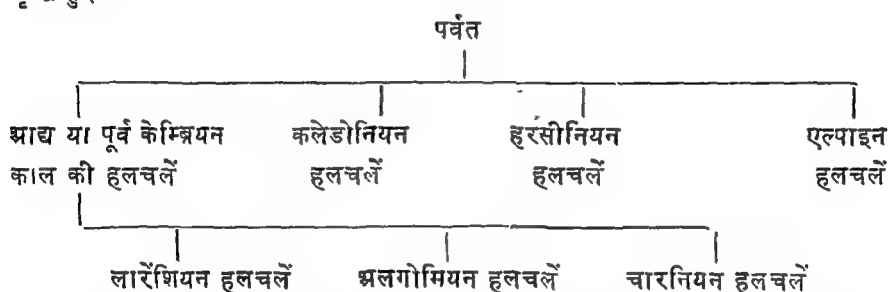 पर्वत
आद्य या पूर्व केम्ब्रियन कलेडोनियन हरसीनियन एल्पाइन
काल की हलचलें हलचलें हलचलें हलचलें
लारेंशियन हलचलें अलगोमियन हलचलें चारनियन हलचलें